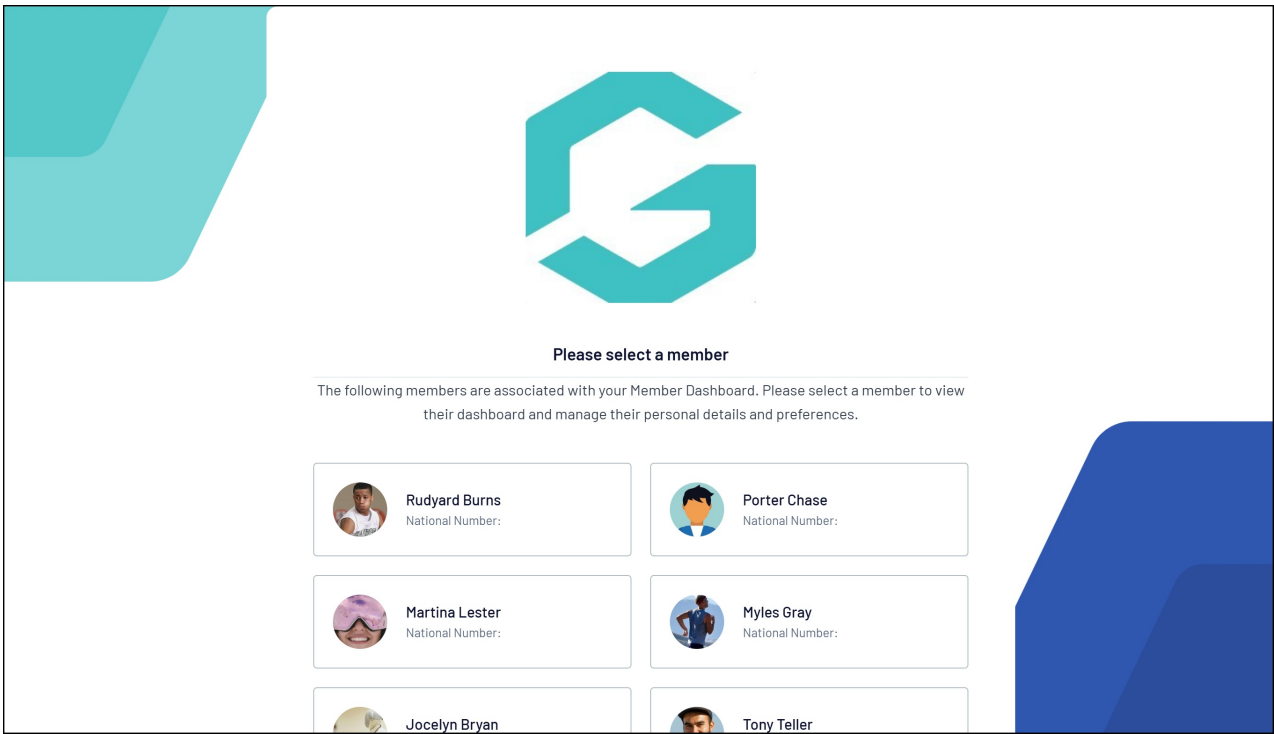 Please select a member
The following members are associated with your Member Dashboard. Please select a member to view
their dashboard and manage their personal details and preferences.
Rudyard Burns
National Number:
Porter Chase
National Number:
Martina Lester
National Number:
Myles Gray
National Number:
Jocelyn Bryan
Tony Teller